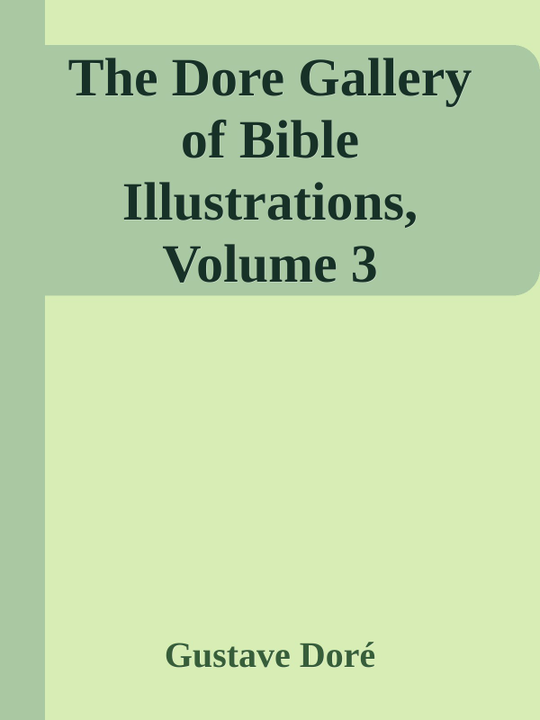 The Dore Gallery
of Bible
Illustrations,
Volume 3
Gustave Doré